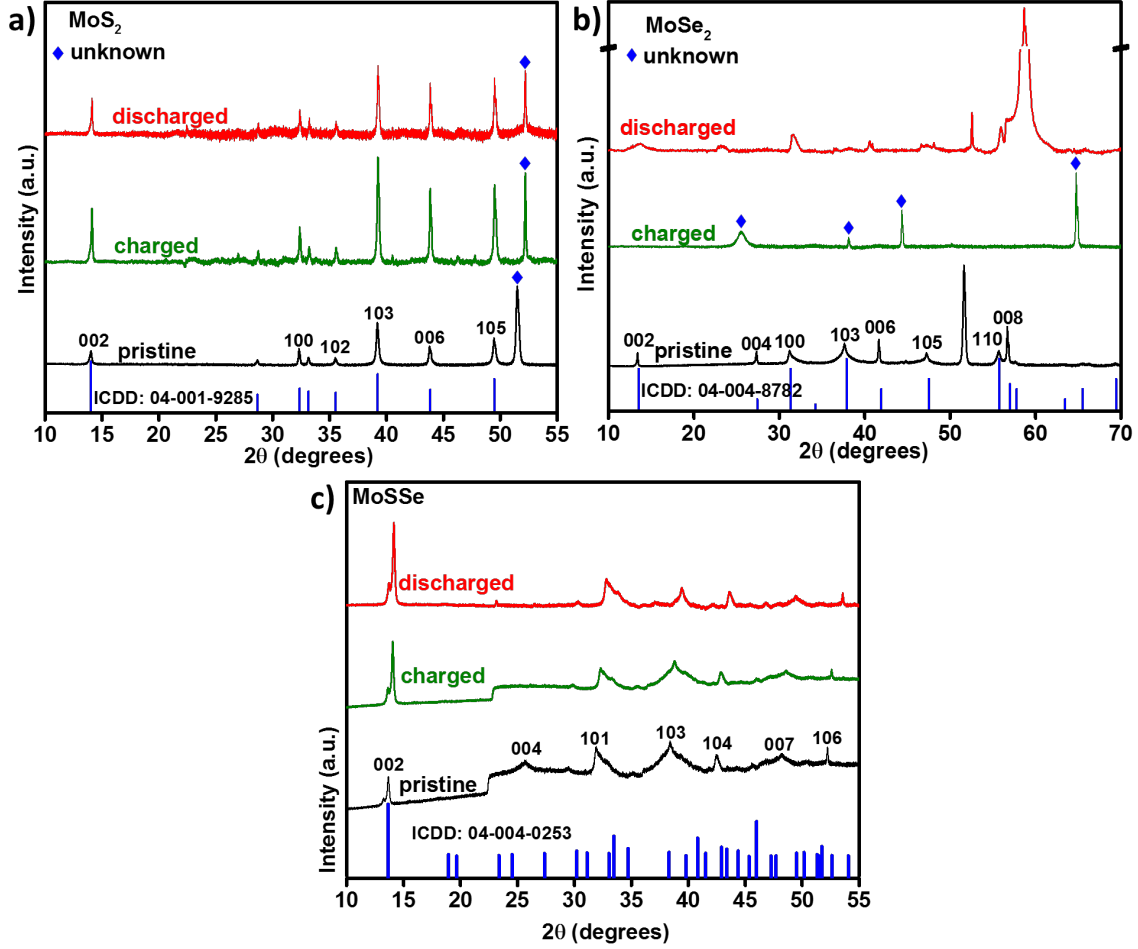 a)
MoS2
unknown
discharged
charged
103
105
002
100
102
006
pristine
ICDD: 04-001-9285
10 15 20 25 30 35 40 45 50 55
2θ (degrees)
Intensity (a.u.)
b)
MoSe2
unknown
discharged
charged
002
004
100
103
006
105
110
008
pristine
ICDD: 04-004-8782
10 20 30 40 50 60 70
2θ (degrees)
Intensity (a.u.)
c)
MoSSe
discharged
charged
002
004
101
103
104
007
106
pristine
ICDD: 04-004-0253
10 15 20 25 30 35 40 45 50 55
2θ (degrees)
Intensity (a.u.)